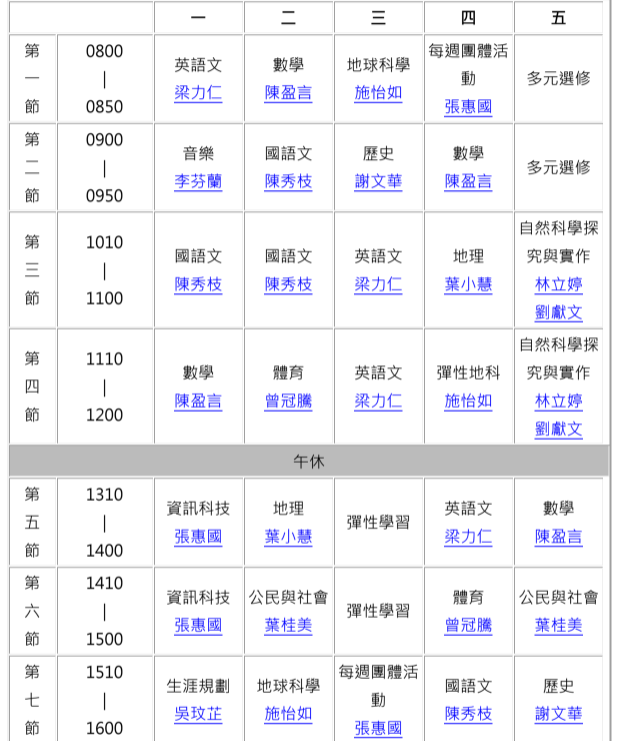 一 二 三 四 五
第一節 0800 | 0850 英語文 梁力仁 數學 陳盈言 地球科學 施怡如 每週團體活動 張惠國 多元選修
第二節 0900 | 0950 音樂 李芬蘭 國語文 陳秀枝 歷史 謝文華 數學 陳盈言 多元選修
第三節 1010 | 1100 國語文 陳秀枝 國語文 陳秀枝 英語文 梁力仁 地理 葉小慧 自然科學探究與實作 林立婷 劉獻文
第四節 1110 | 1200 數學 陳盈言 體育 曾冠騰 英語文 梁力仁 彈性地科 施怡如 自然科學探究與實作 林立婷 劉獻文
午休
第五節 1310 | 1400 資訊科技 張惠國 地理 葉小慧 彈性學習 英語文 梁力仁 數學 陳盈言
第六節 1410 | 1500 資訊科技 張惠國 公民與社會 葉桂美 彈性學習 體育 曾冠騰 公民與社會 葉桂美
第七節 1510 | 1600 生涯規劃 吳玟芷 地球科學 施怡如 每週團體活動 張惠國 國語文 陳秀枝 歷史 謝文華